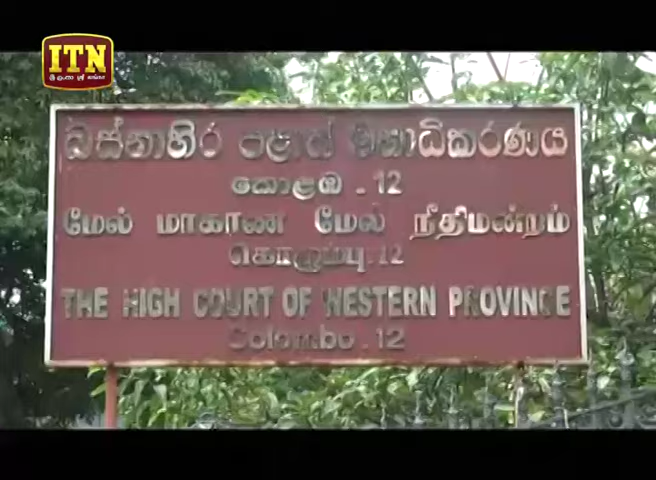 ITN
බස්නාහිර පළාත් මහාධිකරණය
කොළඹ . 12
மேல் மாகாண மேல் நீதிமன்றம்
கொழும்பு . 12
THE HIGH COURT OF WESTERN PROVINCE
Colombo . 12